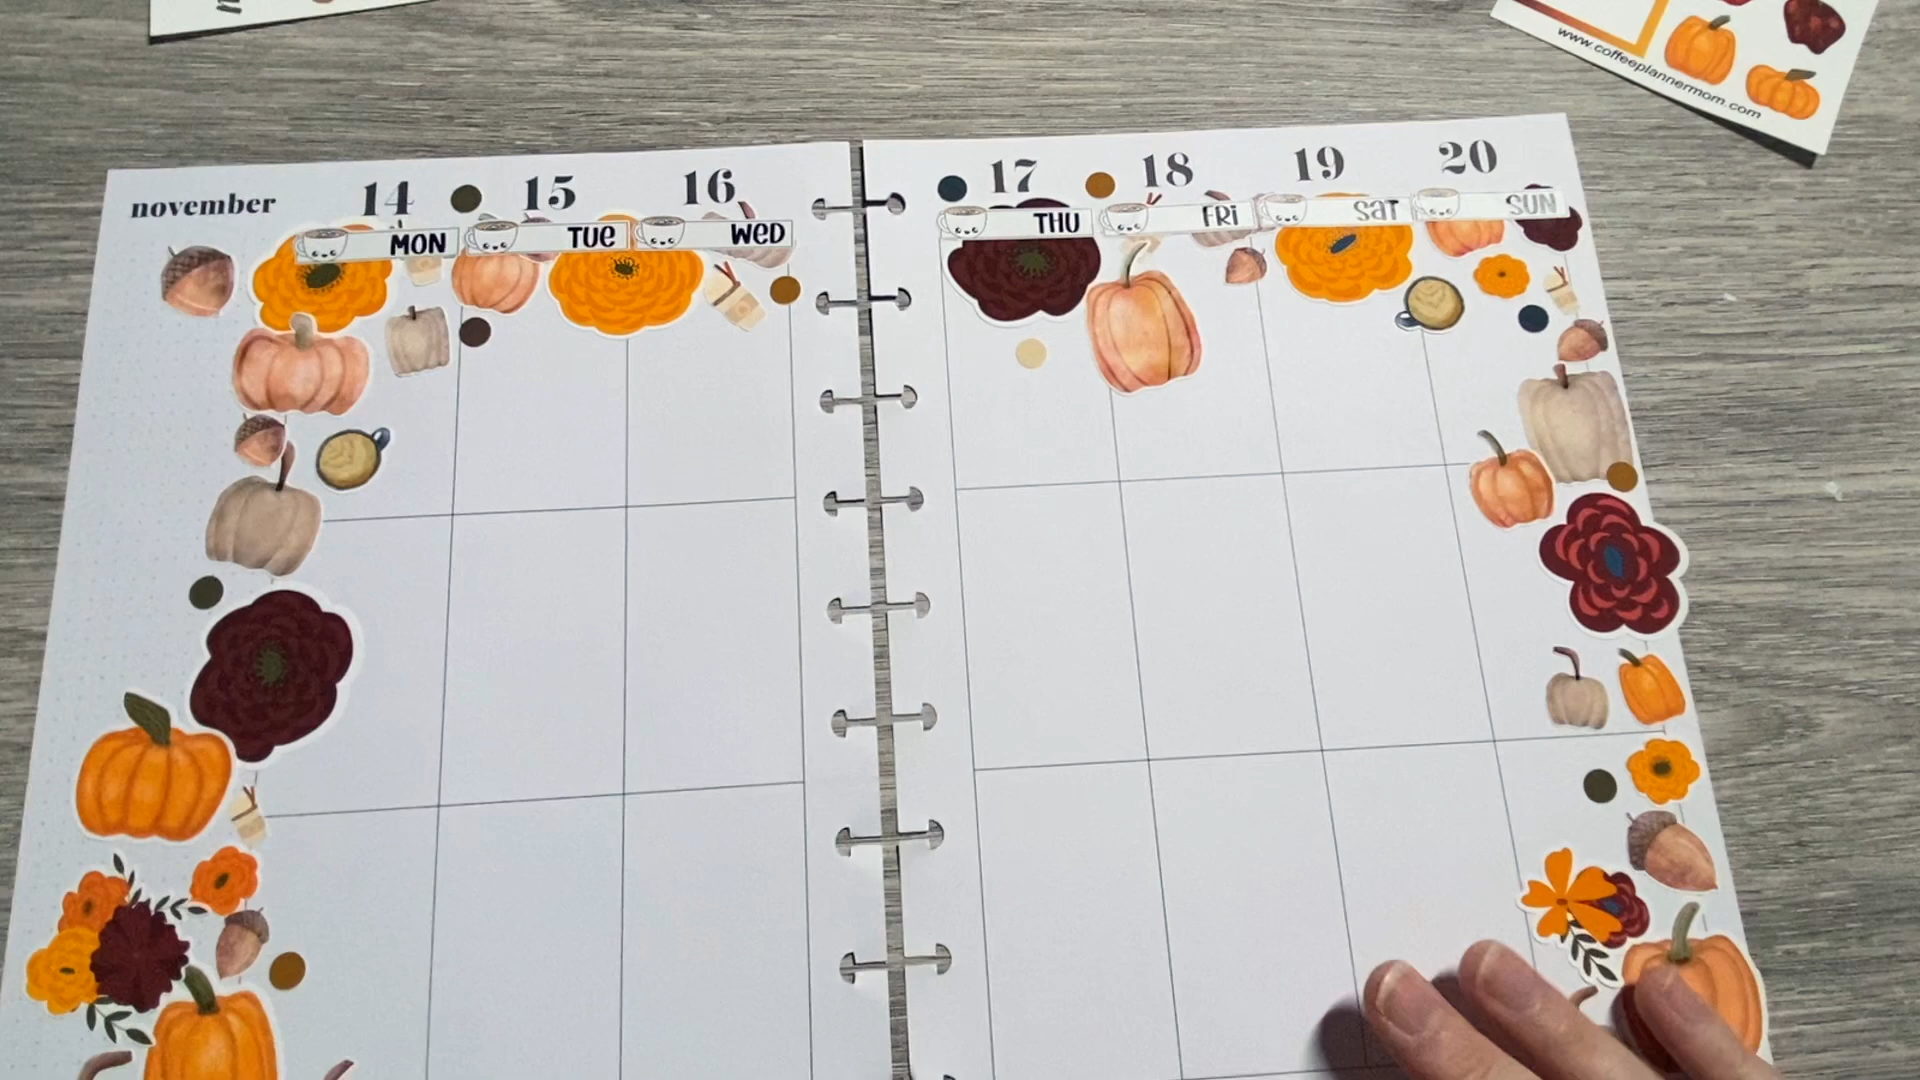 www.coffeeplannermom.com
november 14 15 16 17 18 19 20
MON TUE WED THU FRI SAT SUN